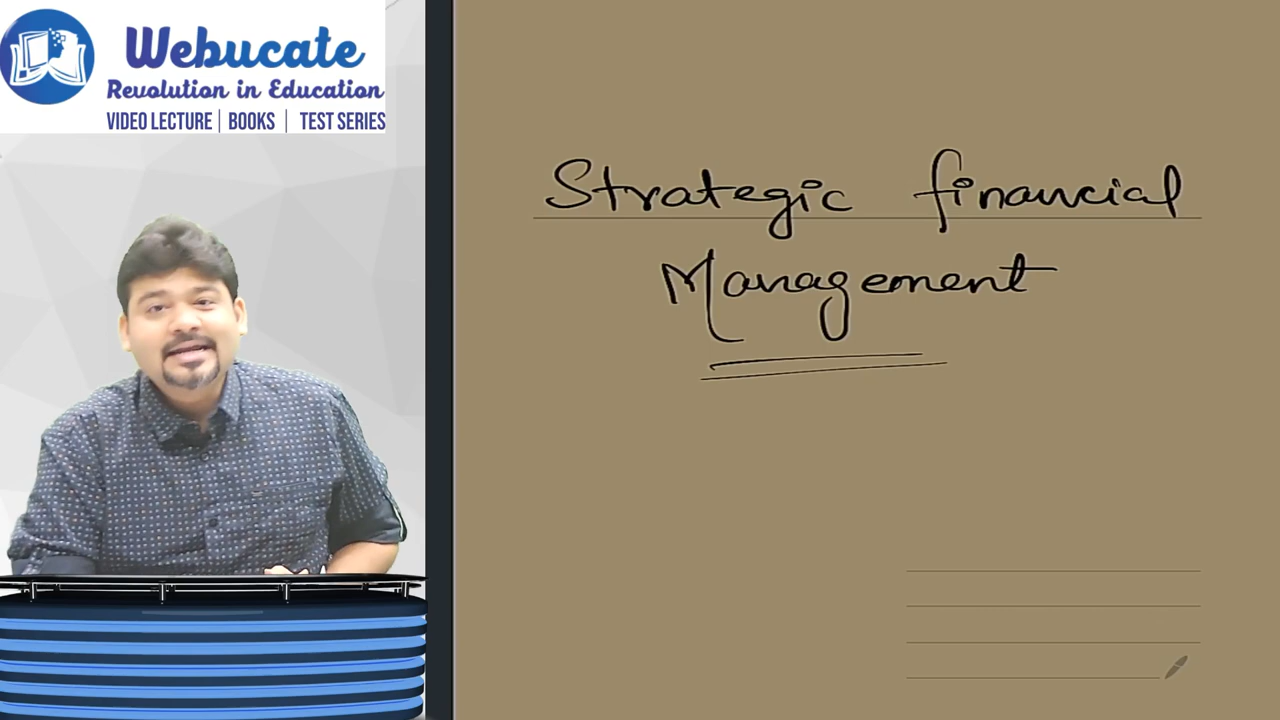 Webucate
Revolution in Education
VIDEO LECTURE | BOOKS | TEST SERIES
Strategic financial
Management